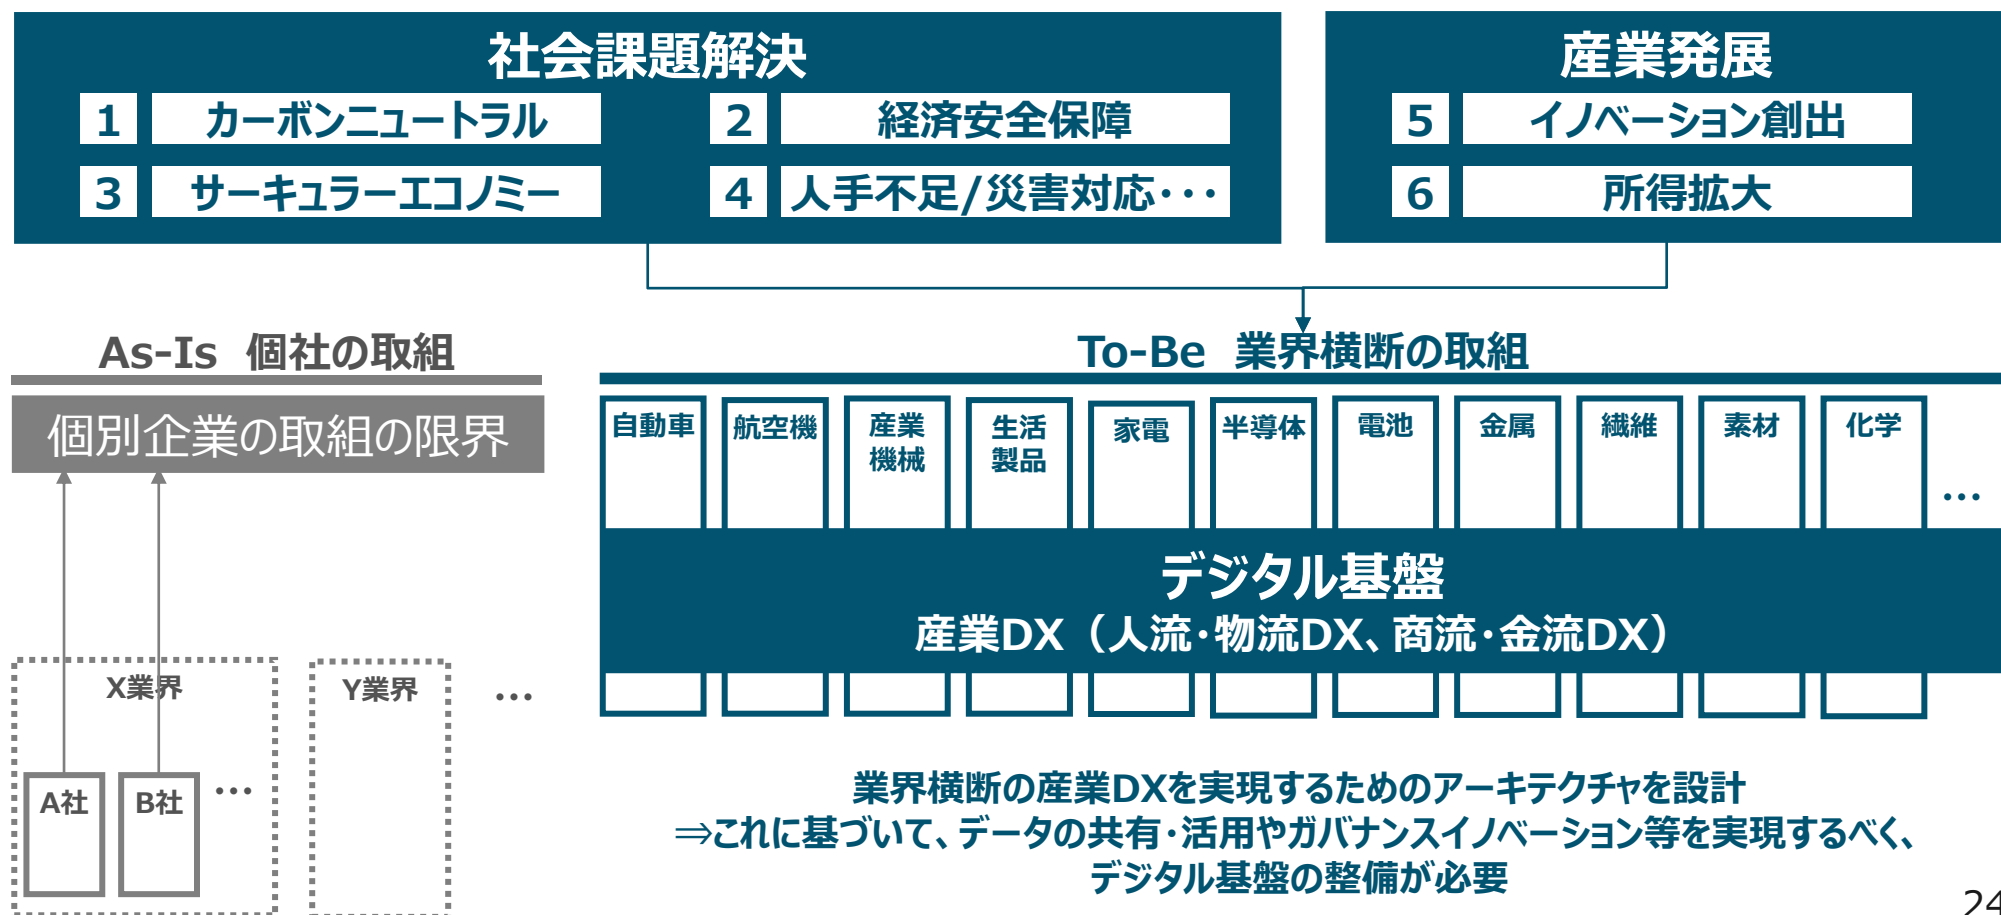 社会課題解決
1 カーボンニュートラル
2 経済安全保障
3 サーキュラーエコノミー
4 人手不足/災害対応・・・
産業発展
5 イノベーション創出
6 所得拡大
As-Is 個社の取組
個別企業の取組の限界
X業界
Y業界
…
A社
B社
…
To-Be 業界横断の取組
自動車
航空機
産業
機械
生活
製品
家電
半導体
電池
金属
繊維
素材
化学
…
デジタル基盤
産業DX（人流・物流DX、商流・金流DX）
業界横断の産業DXを実現するためのアーキテクチャを設計
⇒これに基づいて、データの共有・活用やガバナンスイノベーション等を実現するべく、
デジタル基盤の整備が必要
24